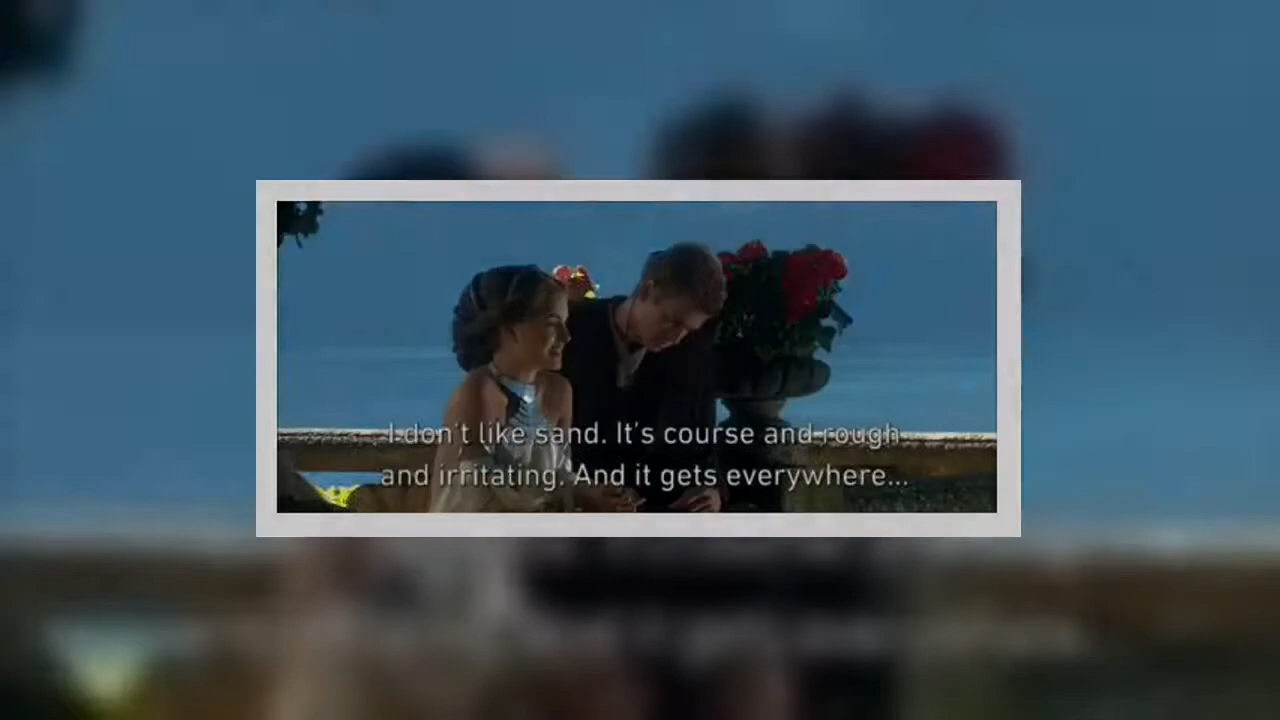 I don't like sand. It's course and rough
and irritating. And it gets everywhere...